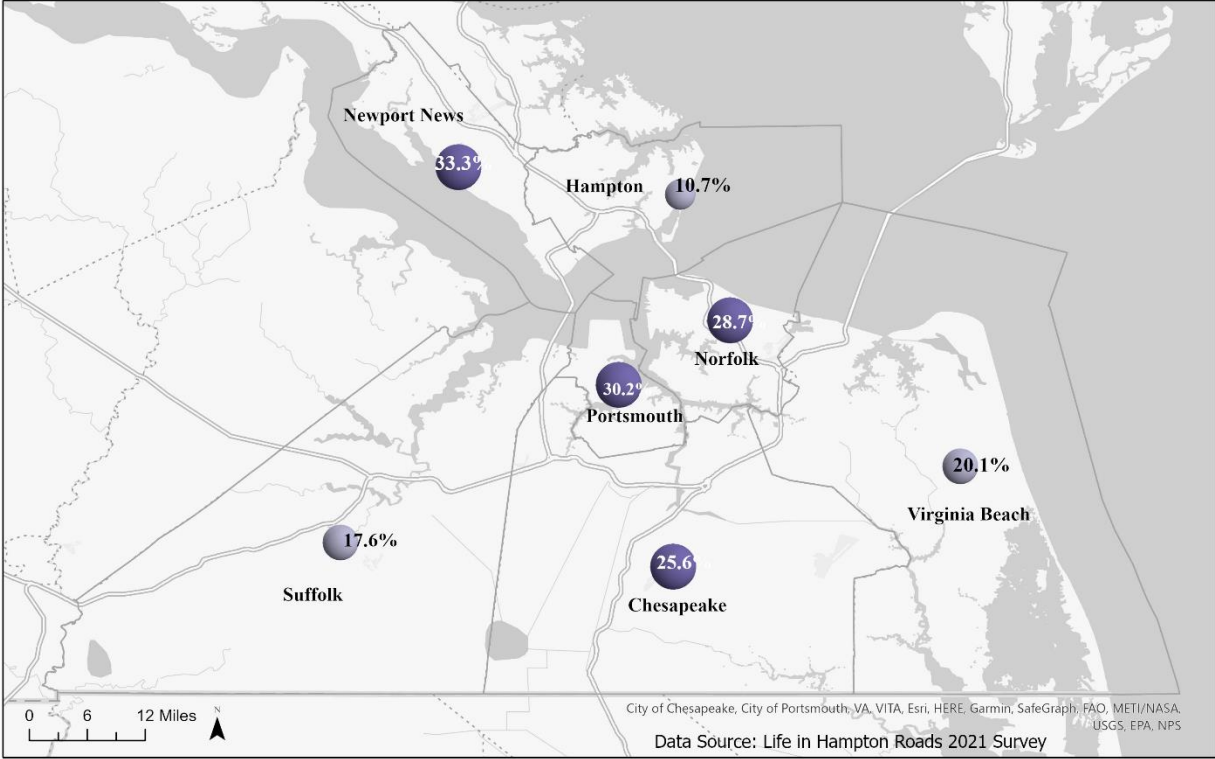 Newport News
33.3%
Hampton
10.7%
28.7%
Norfolk
30.2%
Portsmouth
20.1%
Virginia Beach
17.6%
Suffolk
25.6%
Chesapeake
0 6 12 Miles
N
City of Chesapeake, City of Portsmouth, VA, VITA, Esri, HERE, Garmin, SafeGraph, FAO, METI/NASA,
USGS, EPA, NPS
Data Source: Life in Hampton Roads 2021 Survey